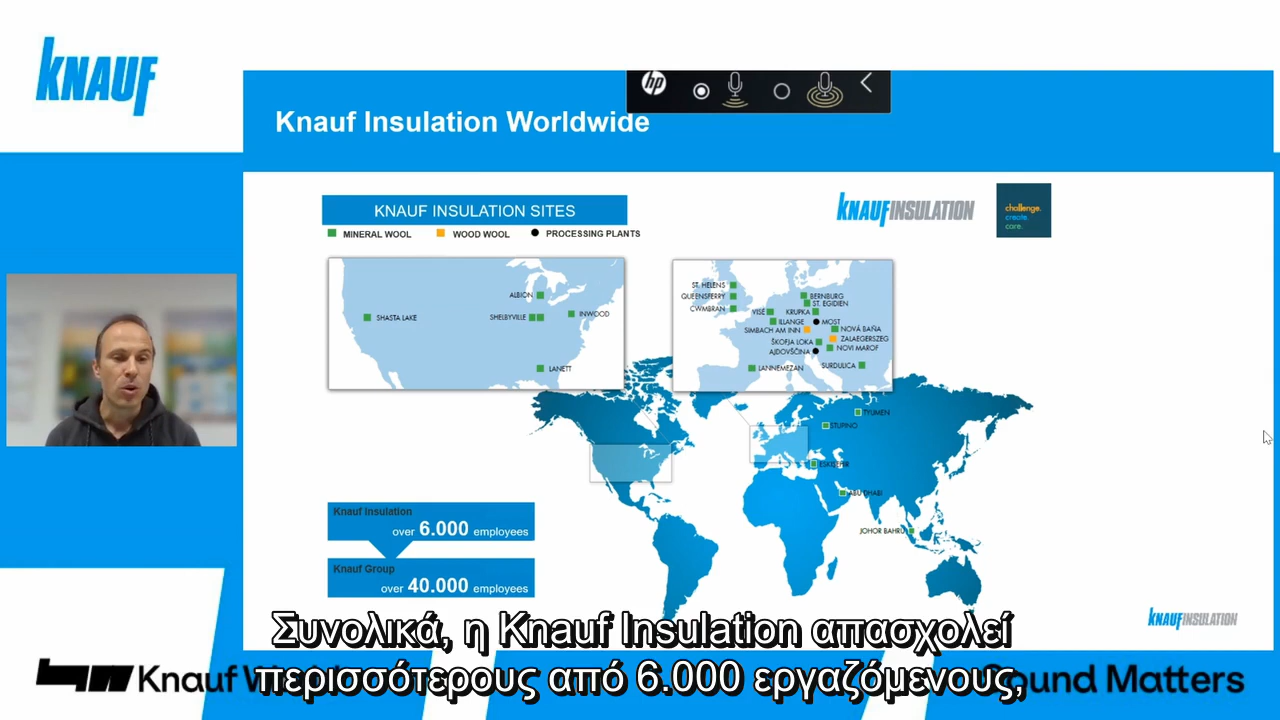 KNAUF
hp
Knauf Insulation Worldwide
KNAUF INSULATION SITES
MINERAL WOOL
WOOD WOOL
PROCESSING PLANTS
KNAUFINSULATION
challenge.
create.
care.
ALBION
SHASTA LAKE
SHELBYVILLE
INWOOD
LANETT
ST. HELENS
QUEENSFERRY
CWMBRAN
BERNBURG
ST. EGIDIEN
VISÉ
KRUPKA
ILLANGE
MOST
SIMBACH AM INN
NOVÁ BAŇA
ŠKOFJA LOKA
ZALAEGERSZEG
AJDOVŠČINA
NOVI MAROF
LANNEMEZAN
SURDULICA
TYUMEN
STUPINO
ESKIŞEHIR
ABU DHABI
JOHOR BAHRU
Knauf Insulation
over 6.000 employees
Knauf Group
over 40.000 employees
KNAUFINSULATION
Συνολικά, η Knauf Insulation απασχολεί
περισσότερους από 6.000 εργαζόμενους,
Knauf
Sound Matters